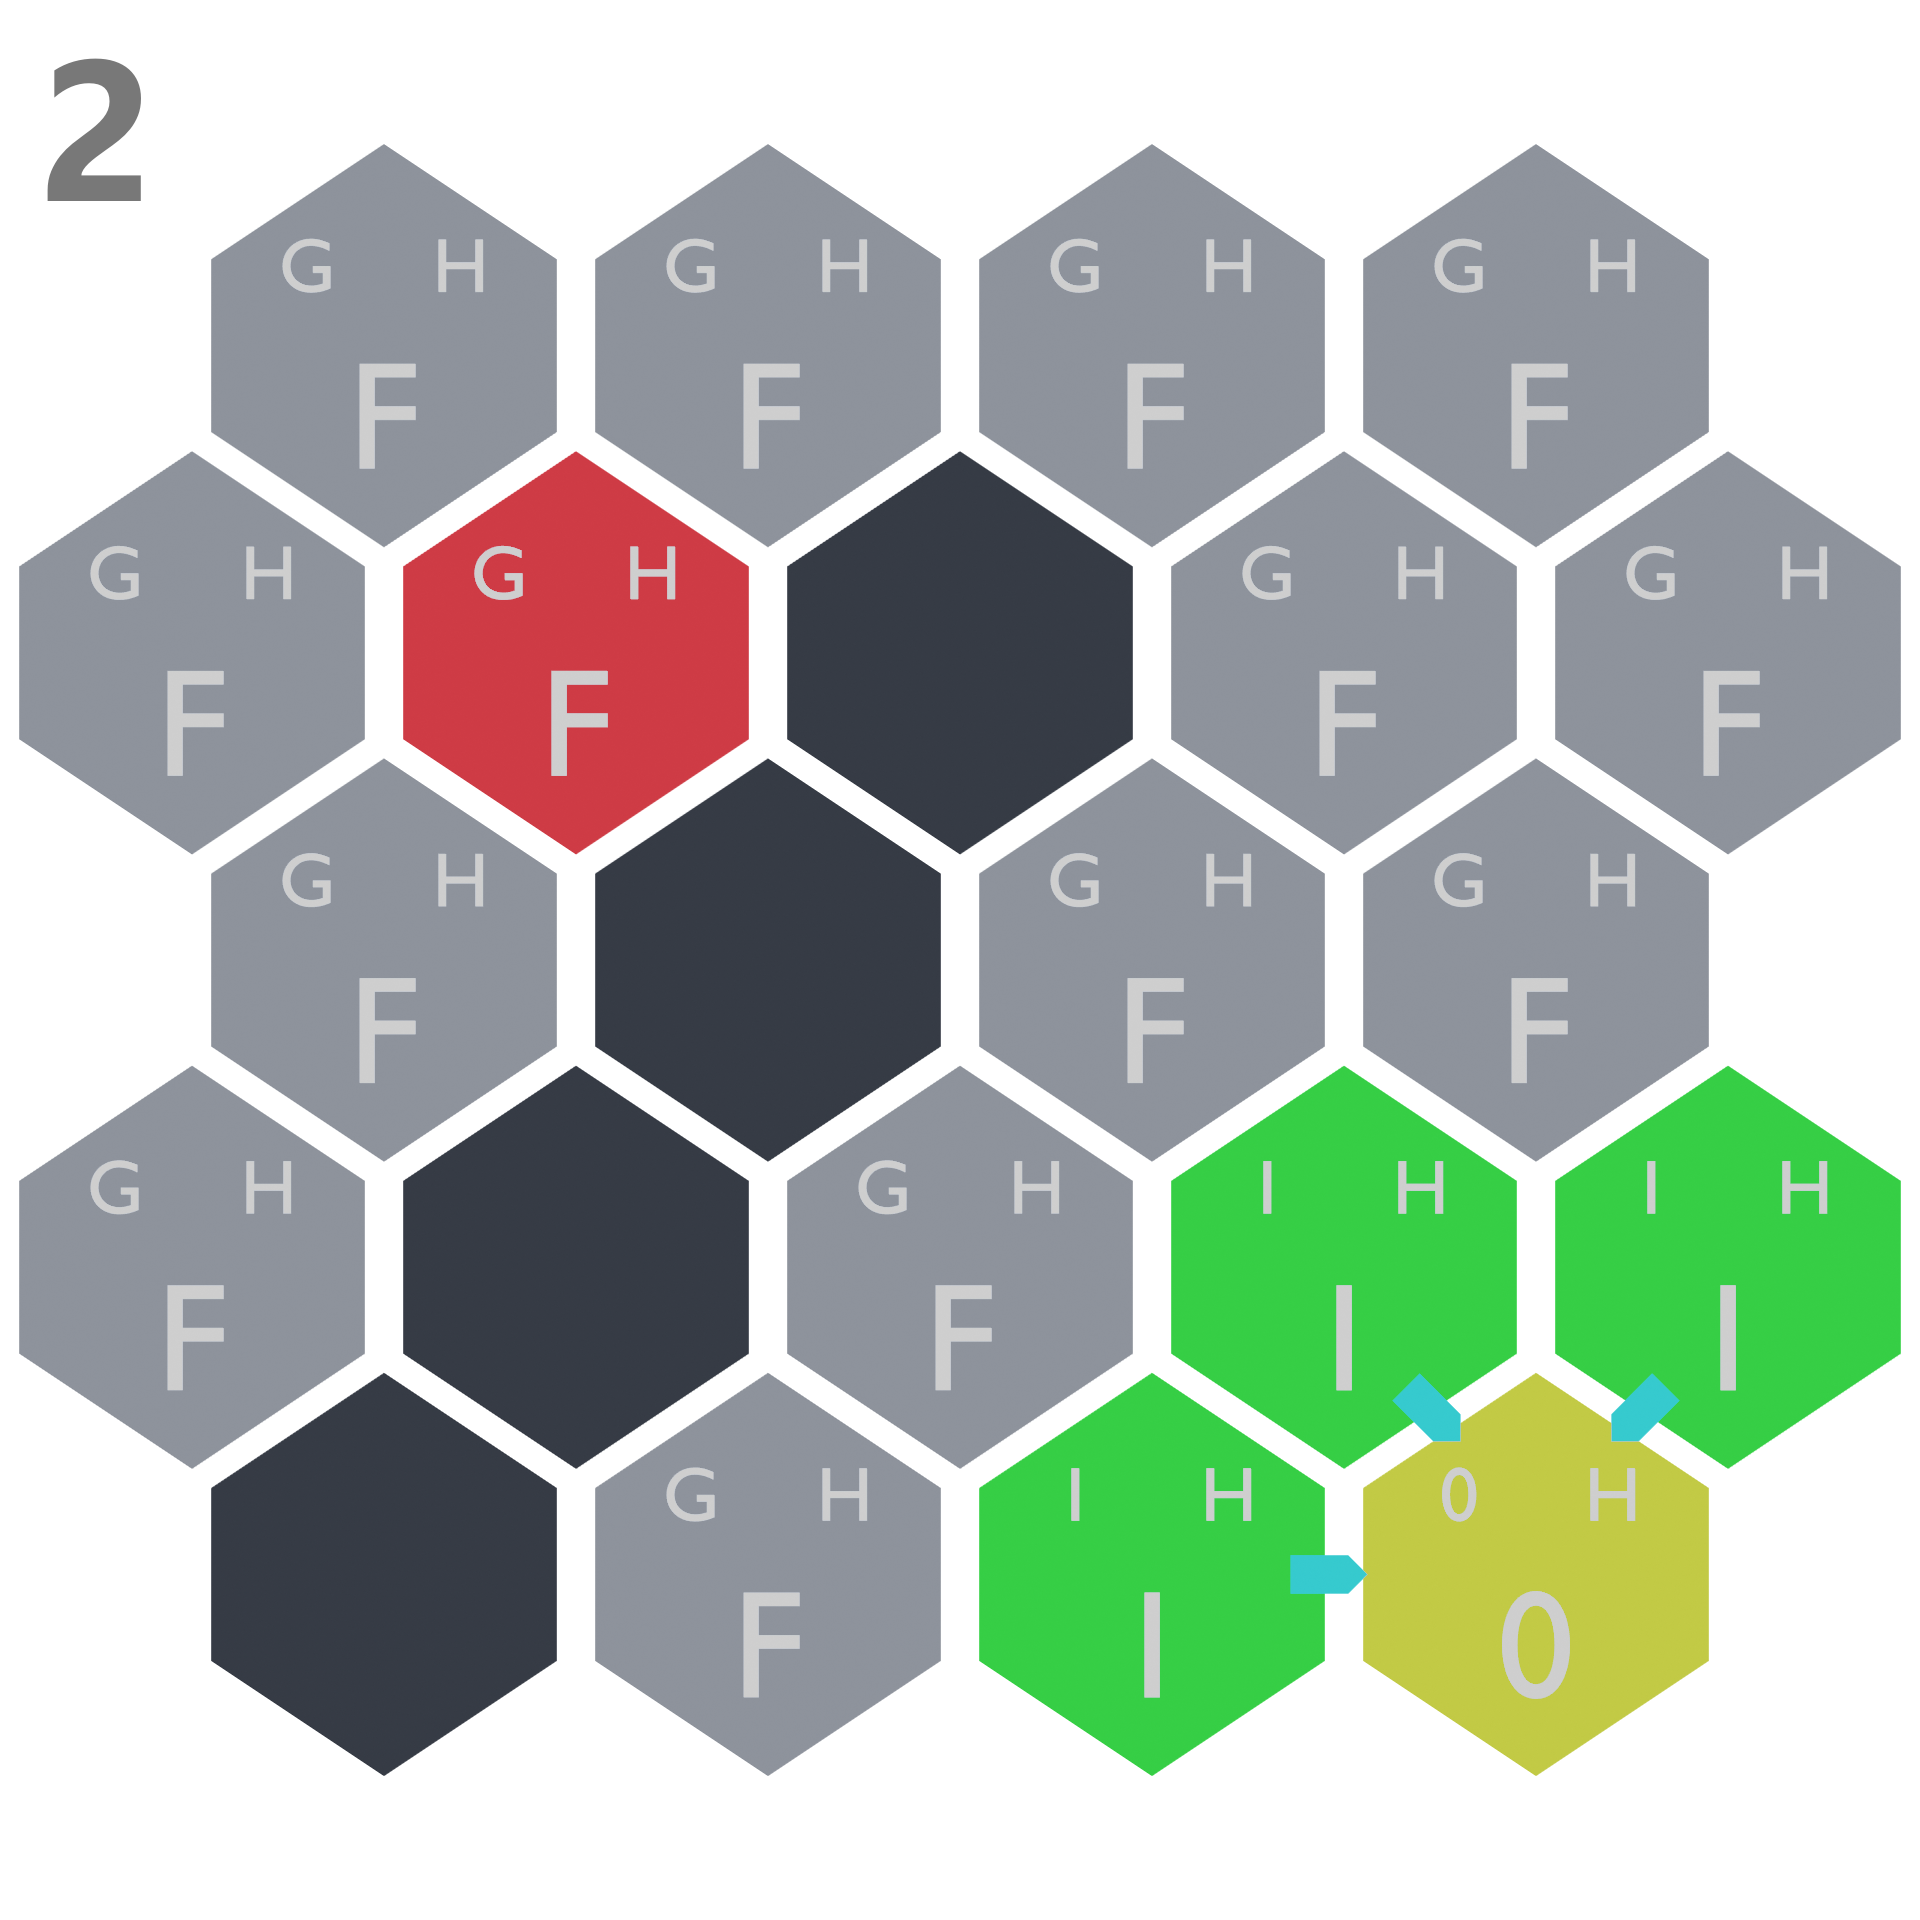 2
G H G H G H G H
F F F F
G H G H G H G H
F F F F
G H G H G H
F F F
G H G H I H I H
F F I I
G H I H 0 H
F I 0